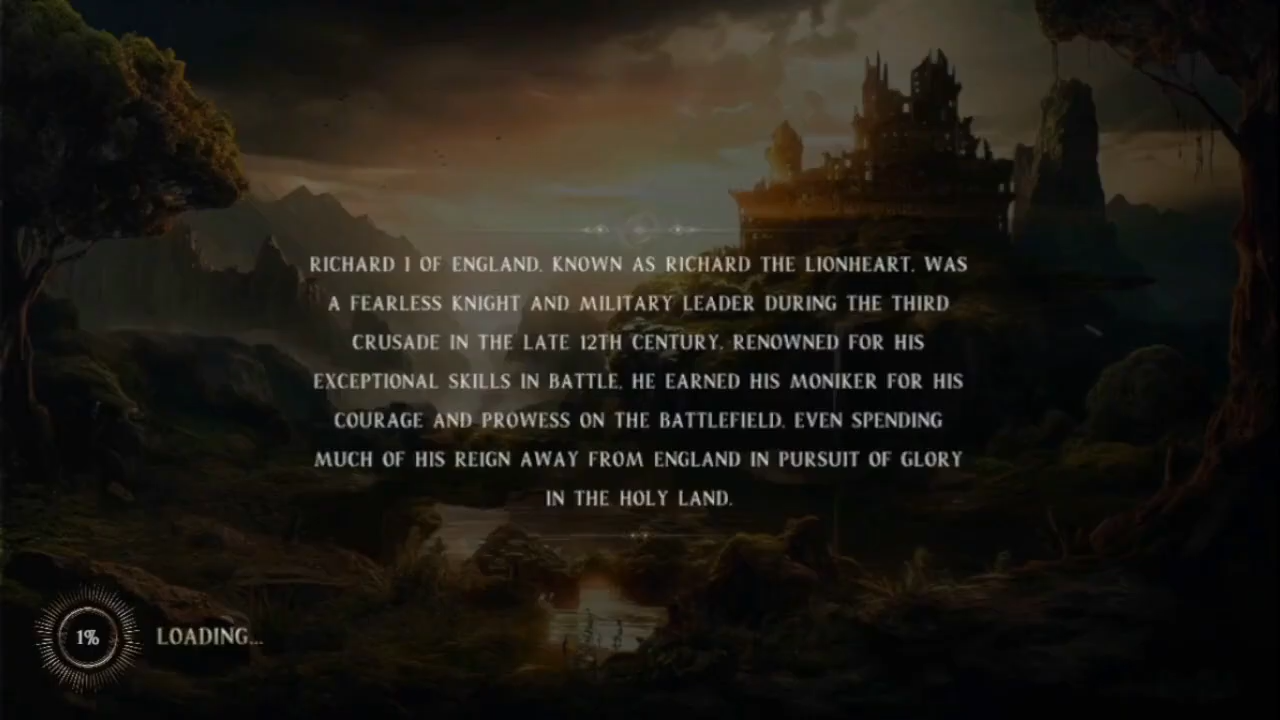 RICHARD I OF ENGLAND, KNOWN AS RICHARD THE LIONHEART, WAS
A FEARLESS KNIGHT AND MILITARY LEADER DURING THE THIRD
CRUSADE IN THE LATE 12TH CENTURY. RENOWNED FOR HIS
EXCEPTIONAL SKILLS IN BATTLE, HE EARNED HIS MONIKER FOR HIS
COURAGE AND PROWESS ON THE BATTLEFIELD, EVEN SPENDING
MUCH OF HIS REIGN AWAY FROM ENGLAND IN PURSUIT OF GLORY
IN THE HOLY LAND.
1%
LOADING...